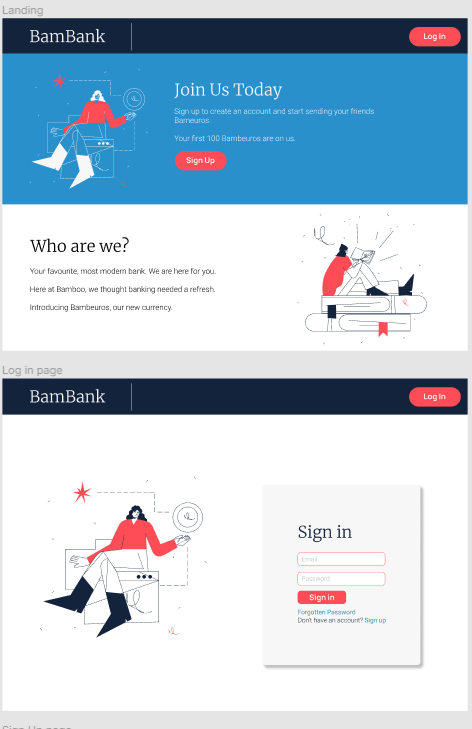 Landing
BamBank
Log In
Join Us Today
Sign up to create an account and start sending your friends
Bameuros.
Your first 100 Bambeuros are on us.
Sign Up
Who are we?
Your favourite, most modern bank. We are here for you.
Here at Bamboo, we thought banking needed a refresh.
Introducing Bambeuros, our new currency.
Log in page
BamBank
Log In
Sign in
Email
Password
Sign in
Forgotten Password
Don't have an account? Sign up
Sign Up page